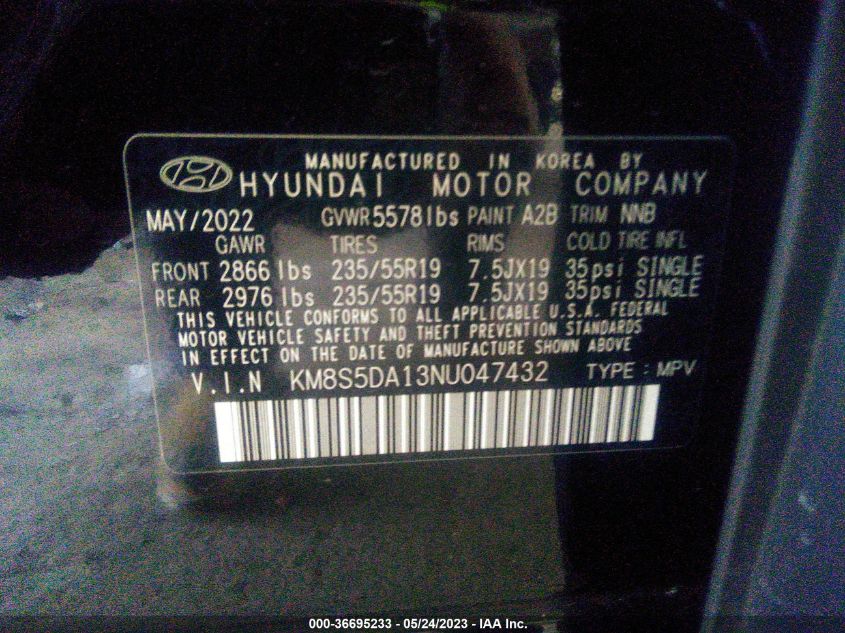 MANUFACTURED IN KOREA BY
HYUNDAI MOTOR COMPANY
MAY/2022 GVWR 5578lbs PAINT A2B TRIM NNB
GAWR TIRES RIMS COLD TIRE INFL
FRONT 2866 lbs 235/55R19 7.5JX19 35psi SINGLE
REAR 2976 lbs 235/55R19 7.5JX19 35psi SINGLE
THIS VEHICLE CONFORMS TO ALL APPLICABLE U.S.A. FEDERAL
MOTOR VEHICLE SAFETY AND THEFT PREVENTION STANDARDS
IN EFFECT ON THE DATE OF MANUFACTURE SHOWN ABOVE
V.I.N KM8S5DA13NU047432 TYPE : MPV
000-36695233 - 05/24/2023 - IAA Inc.